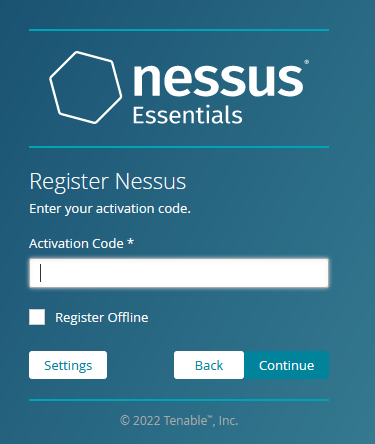 nessus®
Essentials
Register Nessus
Enter your activation code.
Activation Code *
Register Offline
Settings
Back
Continue
© 2022 Tenable™, Inc.